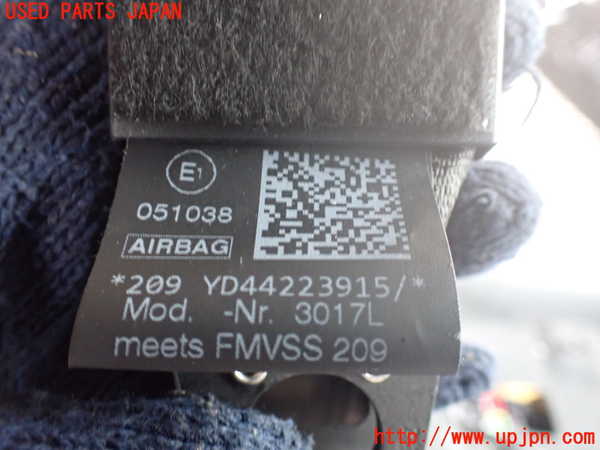 USED PARTS JAPAN
E1
051038
AIRBAG
*209 YD44223915/*
Mod. -Nr. 3017L
meets FMVSS 209
http://www.upjpn.com/